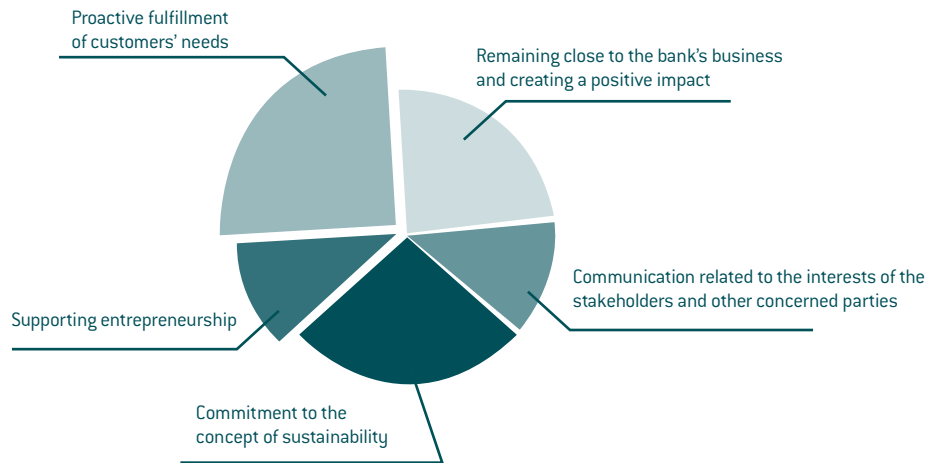 Proactive fulfillment
of customers’ needs
Remaining close to the bank’s business
and creating a positive impact
Communication related to the interests of the
stakeholders and other concerned parties
Supporting entrepreneurship
Commitment to the
concept of sustainability